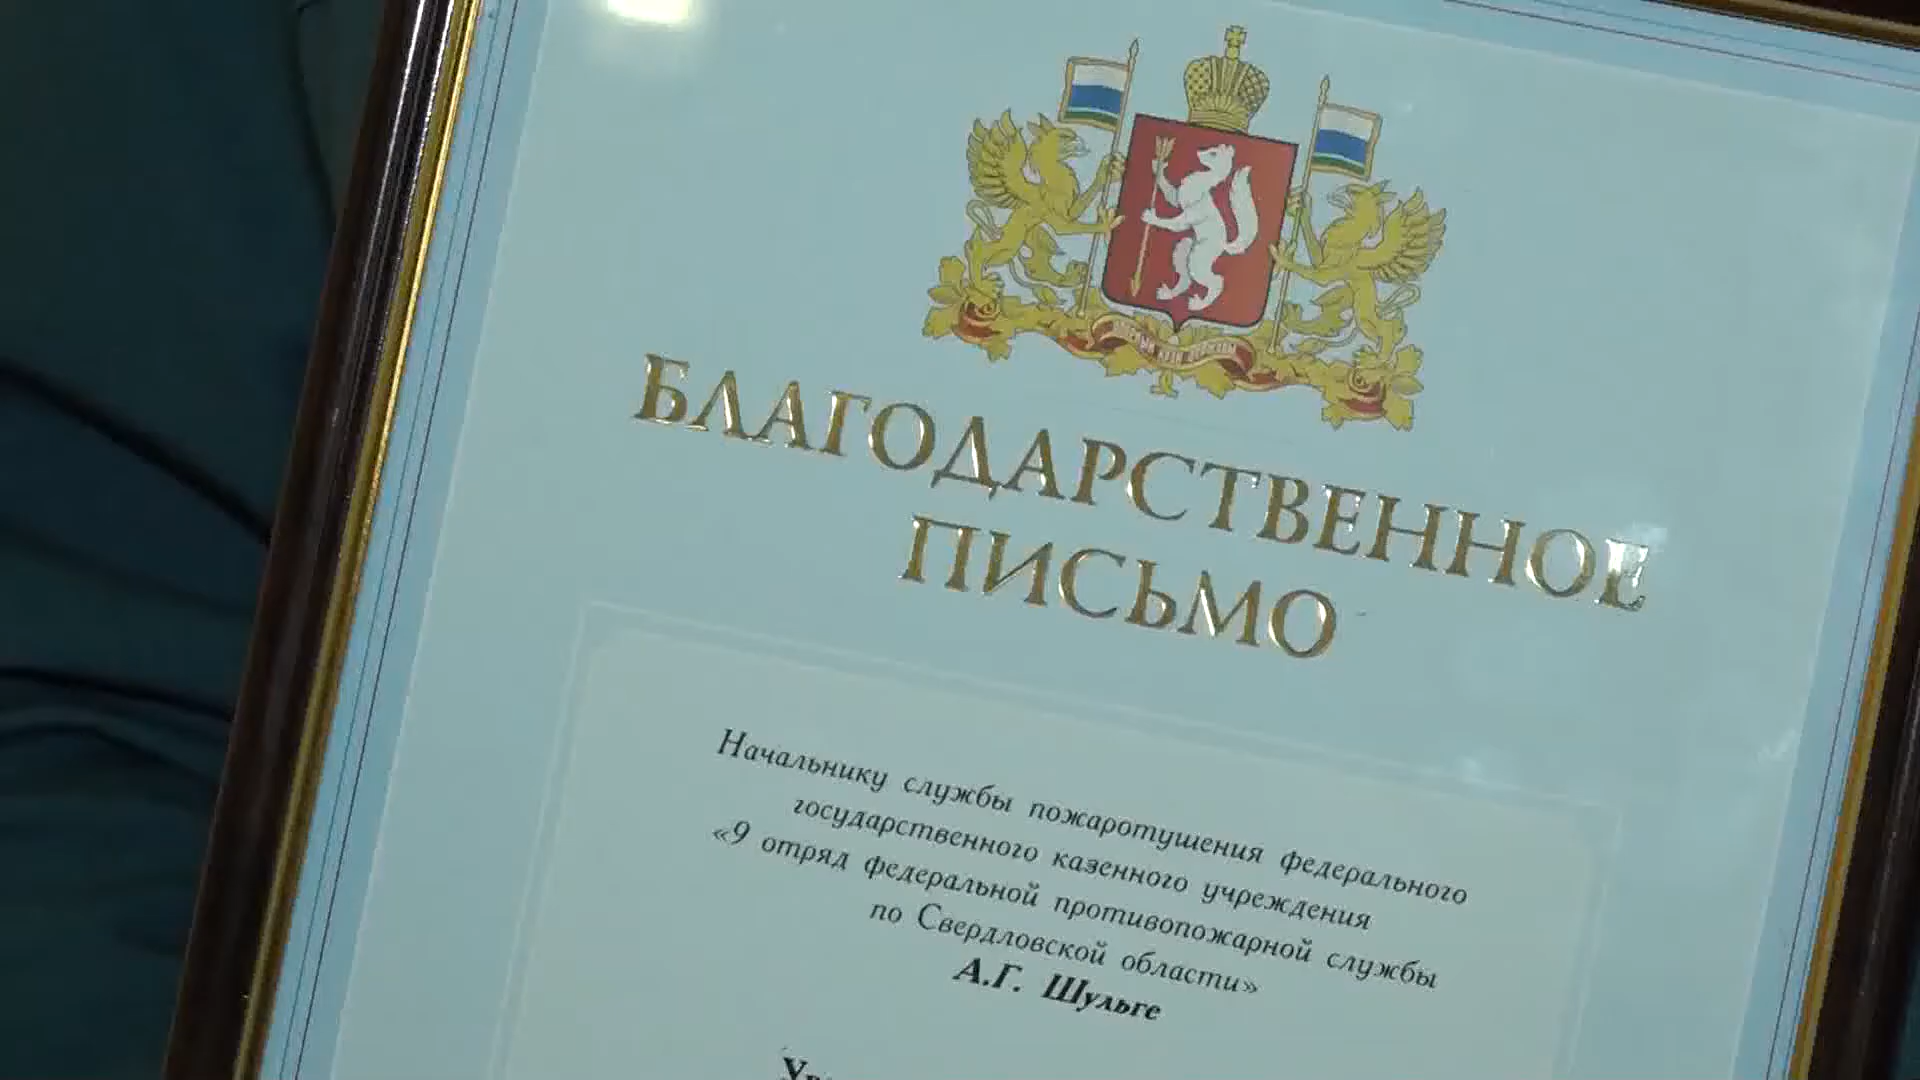 БЛАГОДАРСТВЕННОЕ
ПИСЬМО
Начальнику службы пожаротушения федерального
государственного казенного учреждения
«9 отряд федеральной противопожарной службы
по Свердловской области»
А.Г. Шульге